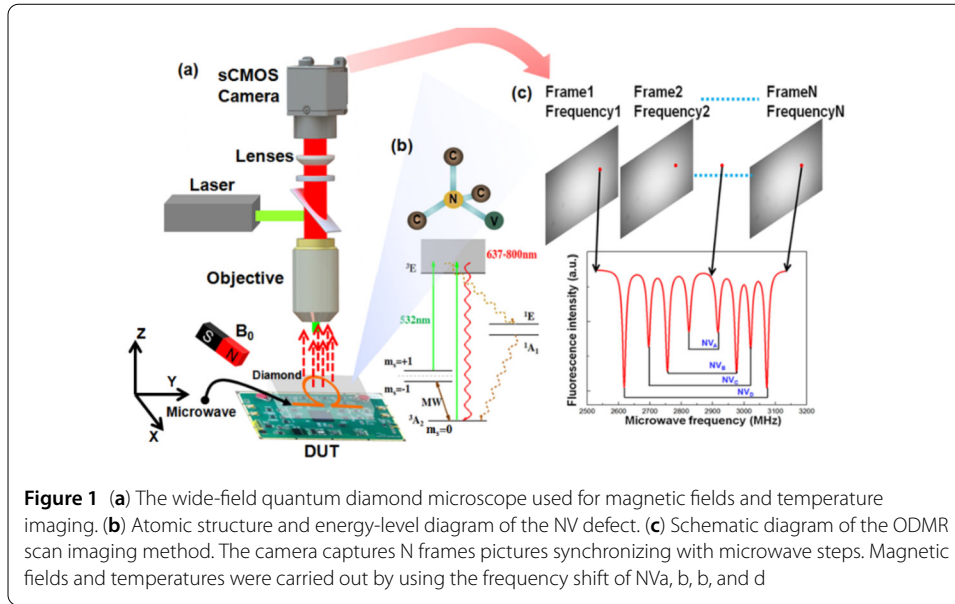 (a)
sCMOS
Camera
Lenses
Laser
Objective
B₀
S
N
Z
Y
X
Diamond
Microwave
DUT
(b)
C
C
N
C
V
³E
637-800nm
532nm
¹E
¹A₁
mₛ=+1
mₛ=-1
MW
³A₂
mₛ=0
(c)
Frame1
Frequency1
Frame2
Frequency2
FrameN
FrequencyN
Fluorescence intensity (a.u.)
NVA
NVB
NVC
NVD
2500 2600 2700 2800 2900 3000 3100 3200
Microwave frequency (MHz)
Figure 1 (a) The wide-field quantum diamond microscope used for magnetic fields and temperature
imaging. (b) Atomic structure and energy-level diagram of the NV defect. (c) Schematic diagram of the ODMR
scan imaging method. The camera captures N frames pictures synchronizing with microwave steps. Magnetic
fields and temperatures were carried out by using the frequency shift of NVa, b, b, and d